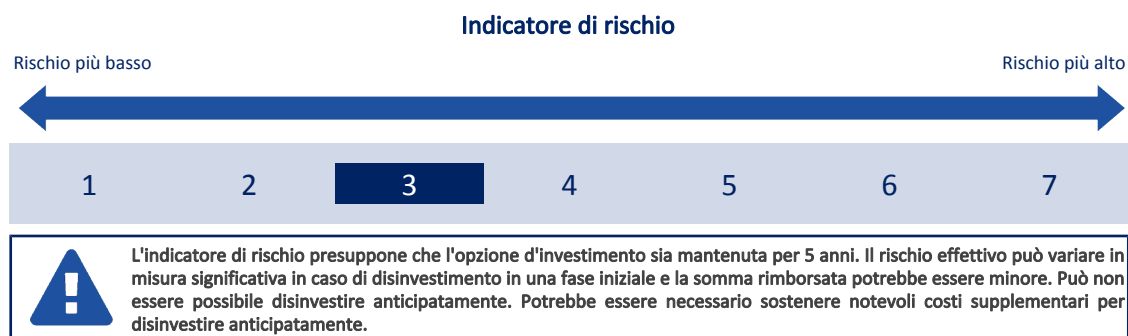 Indicatore di rischio
Rischio più basso Rischio più alto
1 2 3 4 5 6 7
L'indicatore di rischio presuppone che l'opzione d'investimento sia mantenuta per 5 anni. Il rischio effettivo può variare in
misura significativa in caso di disinvestimento in una fase iniziale e la somma rimborsata potrebbe essere minore. Può non
essere possibile disinvestire anticipatamente. Potrebbe essere necessario sostenere notevoli costi supplementari per
disinvestire anticipatamente.